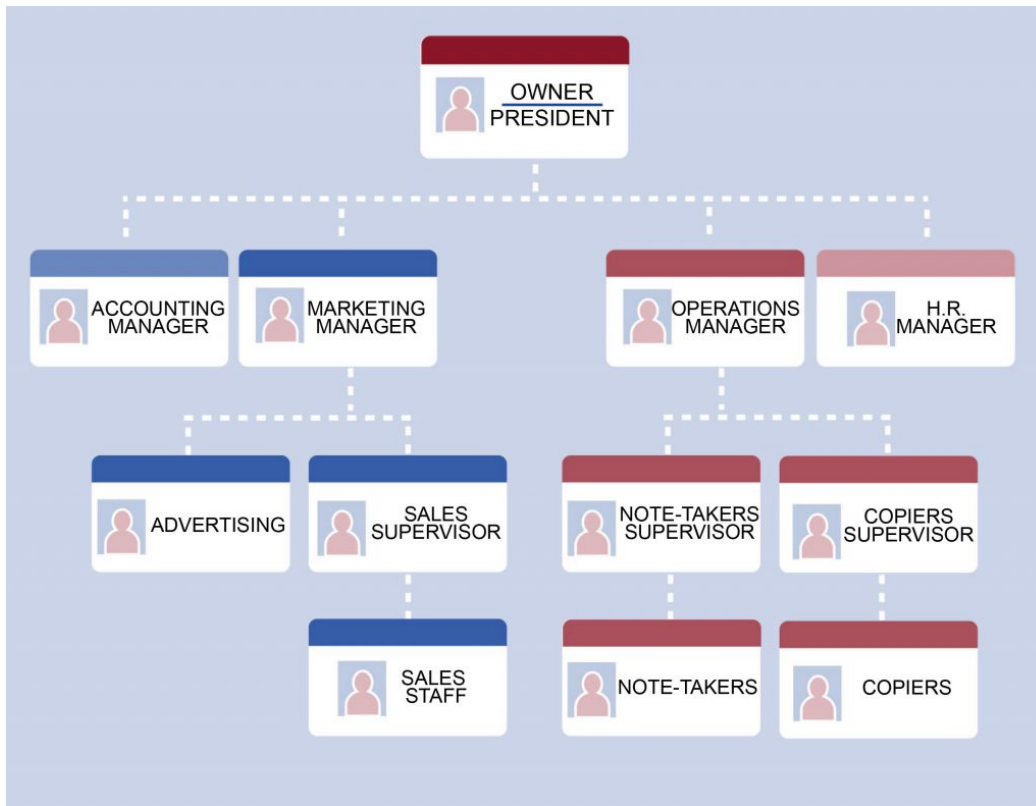 OWNER
PRESIDENT
ACCOUNTING
MANAGER
MARKETING
MANAGER
OPERATIONS
MANAGER
H.R.
MANAGER
ADVERTISING
SALES
SUPERVISOR
NOTE-TAKERS
SUPERVISOR
COPIERS
SUPERVISOR
SALES
STAFF
NOTE-TAKERS
COPIERS